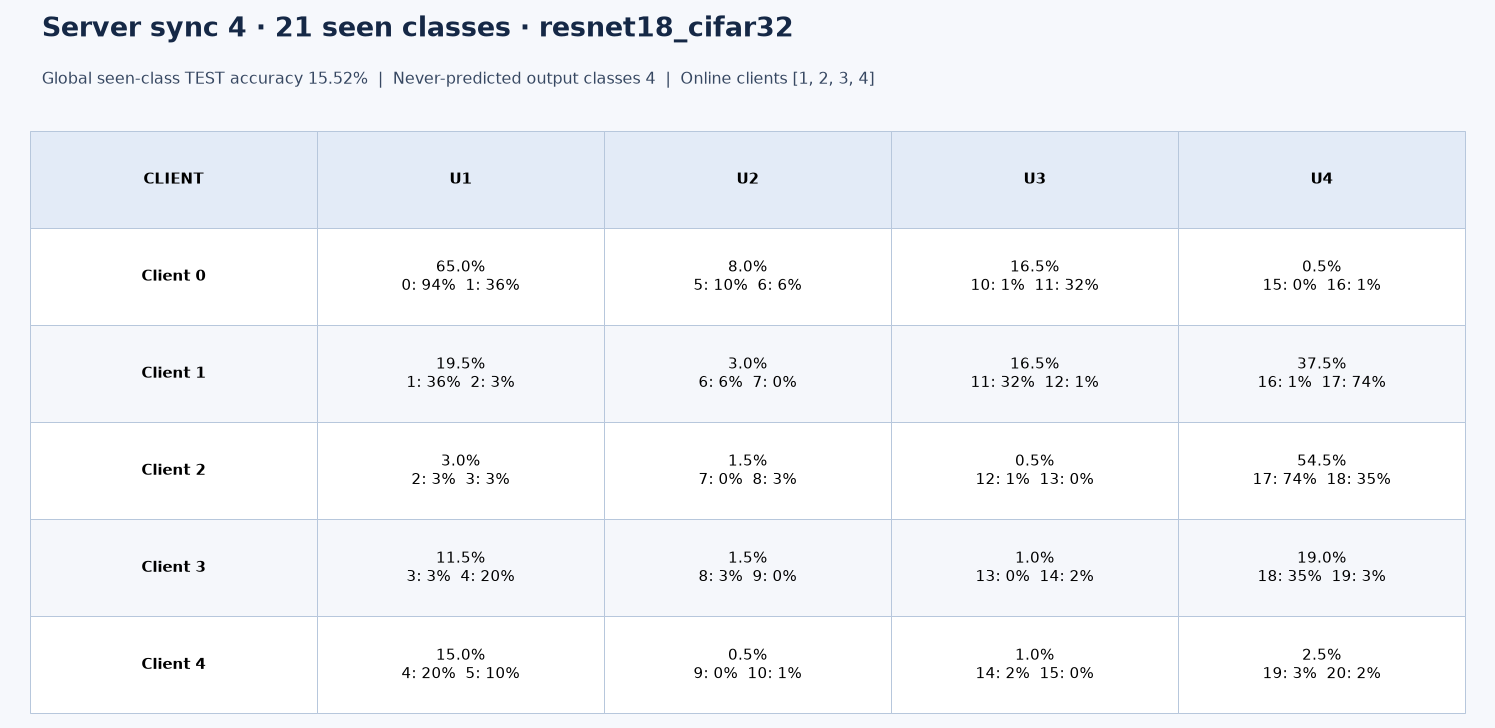 Server sync 4 · 21 seen classes · resnet18_cifar32
Global seen-class TEST accuracy 15.52%  |  Never-predicted output classes 4  |  Online clients [1, 2, 3, 4]
CLIENT U1 U2 U3 U4
65.0% 8.0% 16.5% 0.5%
Client 0
0: 94%  1: 36% 5: 10%  6: 6% 10: 1%  11: 32% 15: 0%  16: 1%
19.5% 3.0% 16.5% 37.5%
Client 1
1: 36%  2: 3% 6: 6%  7: 0% 11: 32%  12: 1% 16: 1%  17: 74%
3.0% 1.5% 0.5% 54.5%
Client 2
2: 3%  3: 3% 7: 0%  8: 3% 12: 1%  13: 0% 17: 74%  18: 35%
11.5% 1.5% 1.0% 19.0%
Client 3
3: 3%  4: 20% 8: 3%  9: 0% 13: 0%  14: 2% 18: 35%  19: 3%
15.0% 0.5% 1.0% 2.5%
Client 4
4: 20%  5: 10% 9: 0%  10: 1% 14: 2%  15: 0% 19: 3%  20: 2%